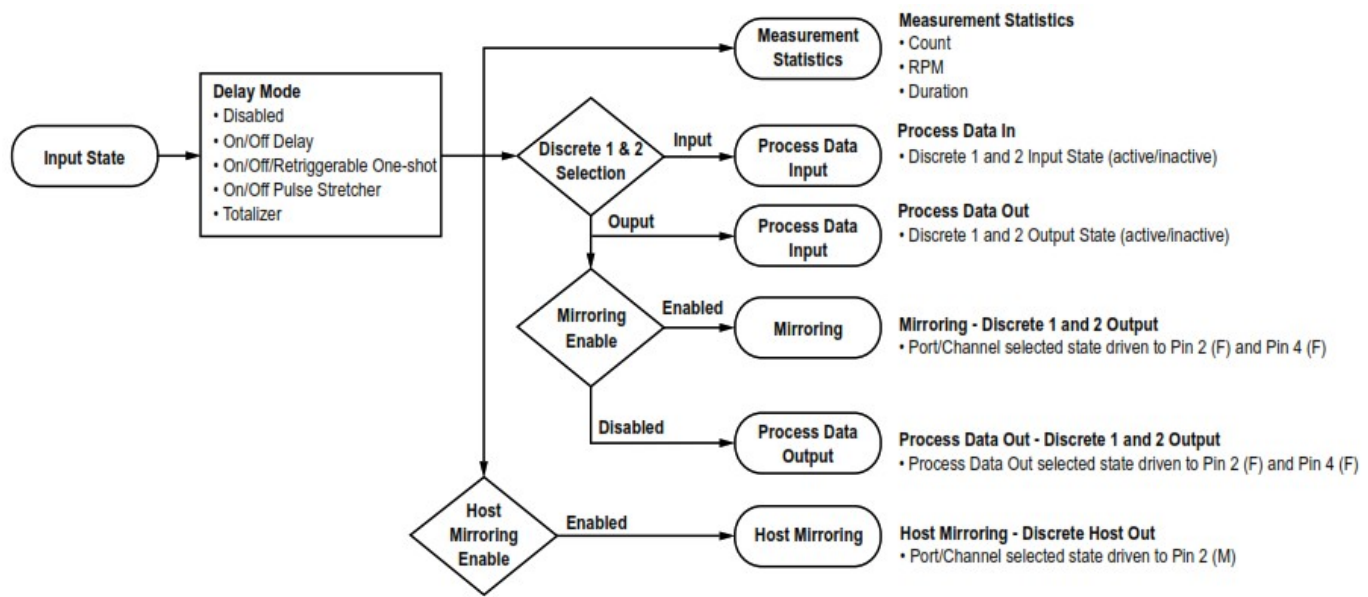 Input State
Delay Mode
• Disabled
• On/Off Delay
• On/Off/Retriggerable One-shot
• On/Off Pulse Stretcher
• Totalizer
Measurement
Statistics
Measurement Statistics
• Count
• RPM
• Duration
Discrete 1 & 2
Selection
Input
Process Data
Input
Process Data In
• Discrete 1 and 2 Input State (active/inactive)
Ouput
Process Data
Input
Process Data Out
• Discrete 1 and 2 Output State (active/inactive)
Mirroring
Enable
Enabled
Mirroring
Mirroring - Discrete 1 and 2 Output
• Port/Channel selected state driven to Pin 2 (F) and Pin 4 (F)
Disabled
Process Data
Output
Process Data Out - Discrete 1 and 2 Output
• Process Data Out selected state driven to Pin 2 (F) and Pin 4 (F)
Host
Mirroring
Enable
Enabled
Host Mirroring
Host Mirroring - Discrete Host Out
• Port/Channel selected state driven to Pin 2 (M)